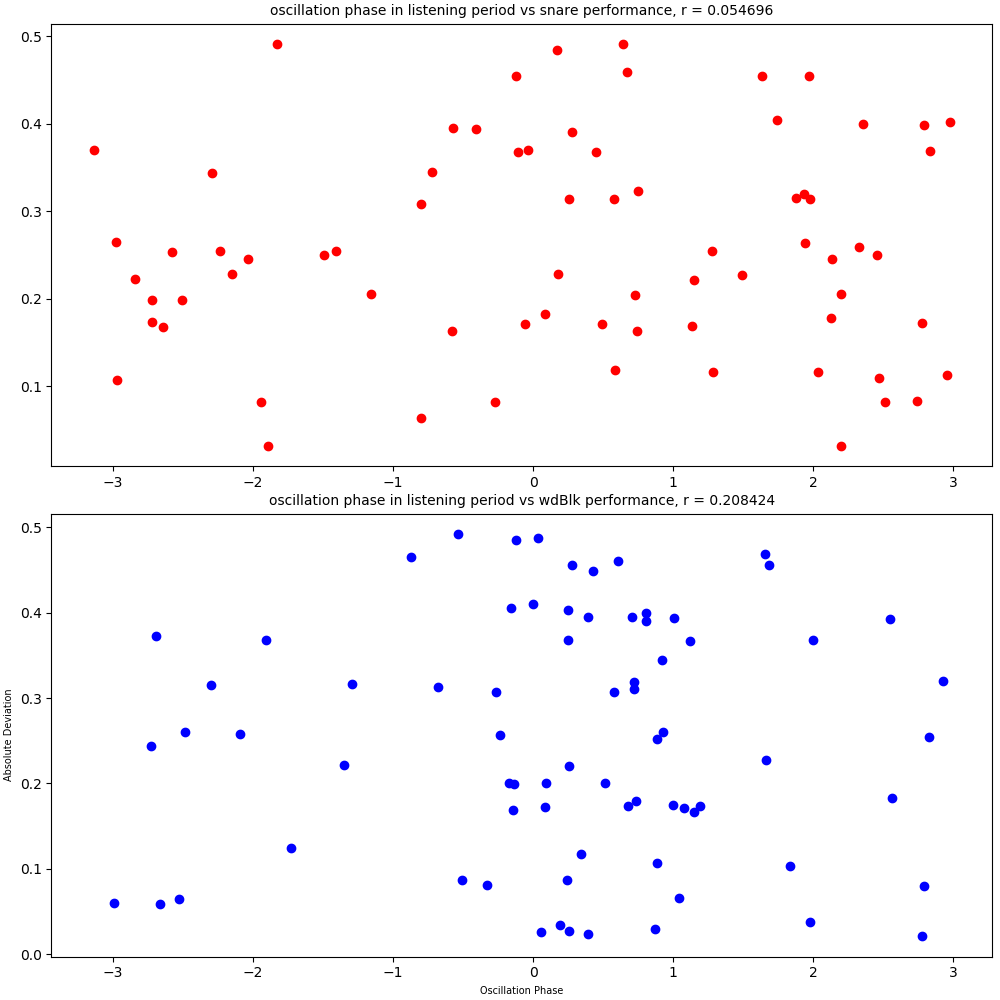 oscillation phase in listening period vs snare performance, r = 0.054696
0.5
0.4
0.3
0.2
0.1
−3 −2 −1 0 1 2 3
oscillation phase in listening period vs wdBlk performance, r = 0.208424
Absolute Deviation
0.5
0.4
0.3
0.2
0.1
0.0
−3 −2 −1 0 1 2 3
Oscillation Phase